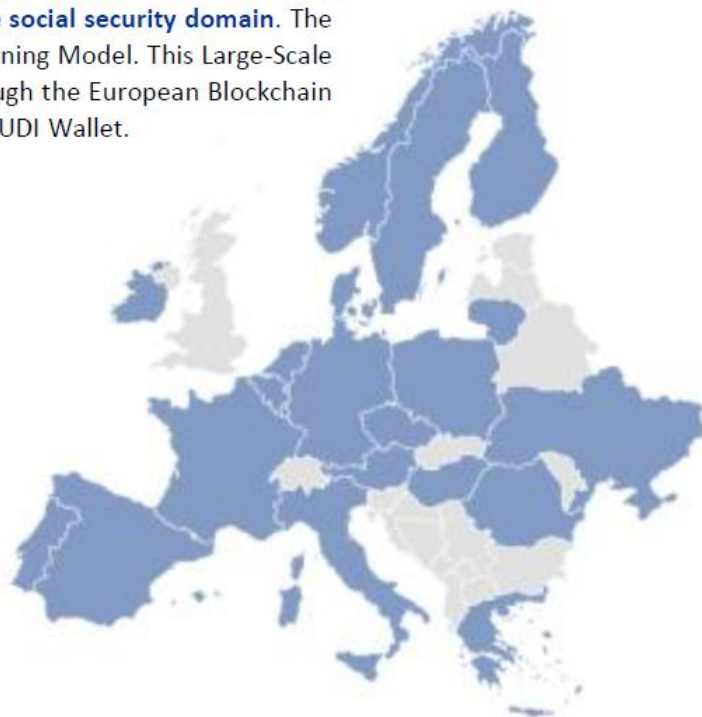 e social security domain. The
ning Model. This Large-Scale
ugh the European Blockchain
UDI Wallet.